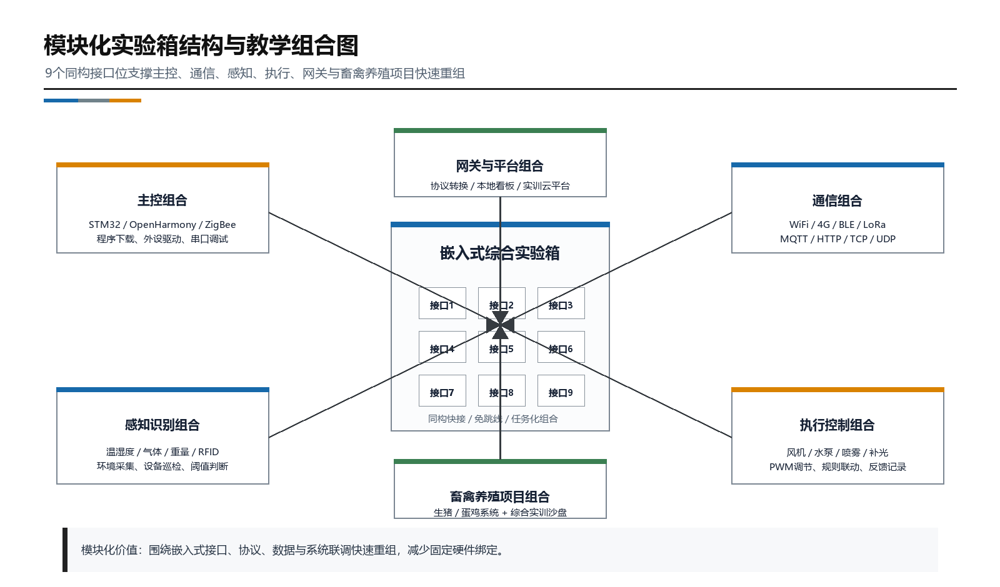 模块化实验箱结构与教学组合图
9个同构接口位支撑主控、通信、感知、执行、网关与畜禽养殖项目快速重组
网关与平台组合
协议转换 / 本地看板 / 实训云平台
主控组合
STM32 / OpenHarmony / ZigBee
程序下载、外设驱动、串口调试
通信组合
WiFi / 4G / BLE / LoRa
MQTT / HTTP / TCP / UDP
嵌入式综合实验箱
接口1
接口2
接口3
接口4
接口5
接口6
接口7
接口8
接口9
同构快接 / 免跳线 / 任务化组合
感知识别组合
温湿度 / 气体 / 重量 / RFID
环境采集、设备巡检、阈值判断
执行控制组合
风机 / 水泵 / 喷雾 / 补光
PWM调节、规则联动、反馈记录
畜禽养殖项目组合
生猪 / 蛋鸡系统 + 综合实训沙盘
模块化价值：围绕嵌入式接口、协议、数据与系统联调快速重组，减少固定硬件绑定。